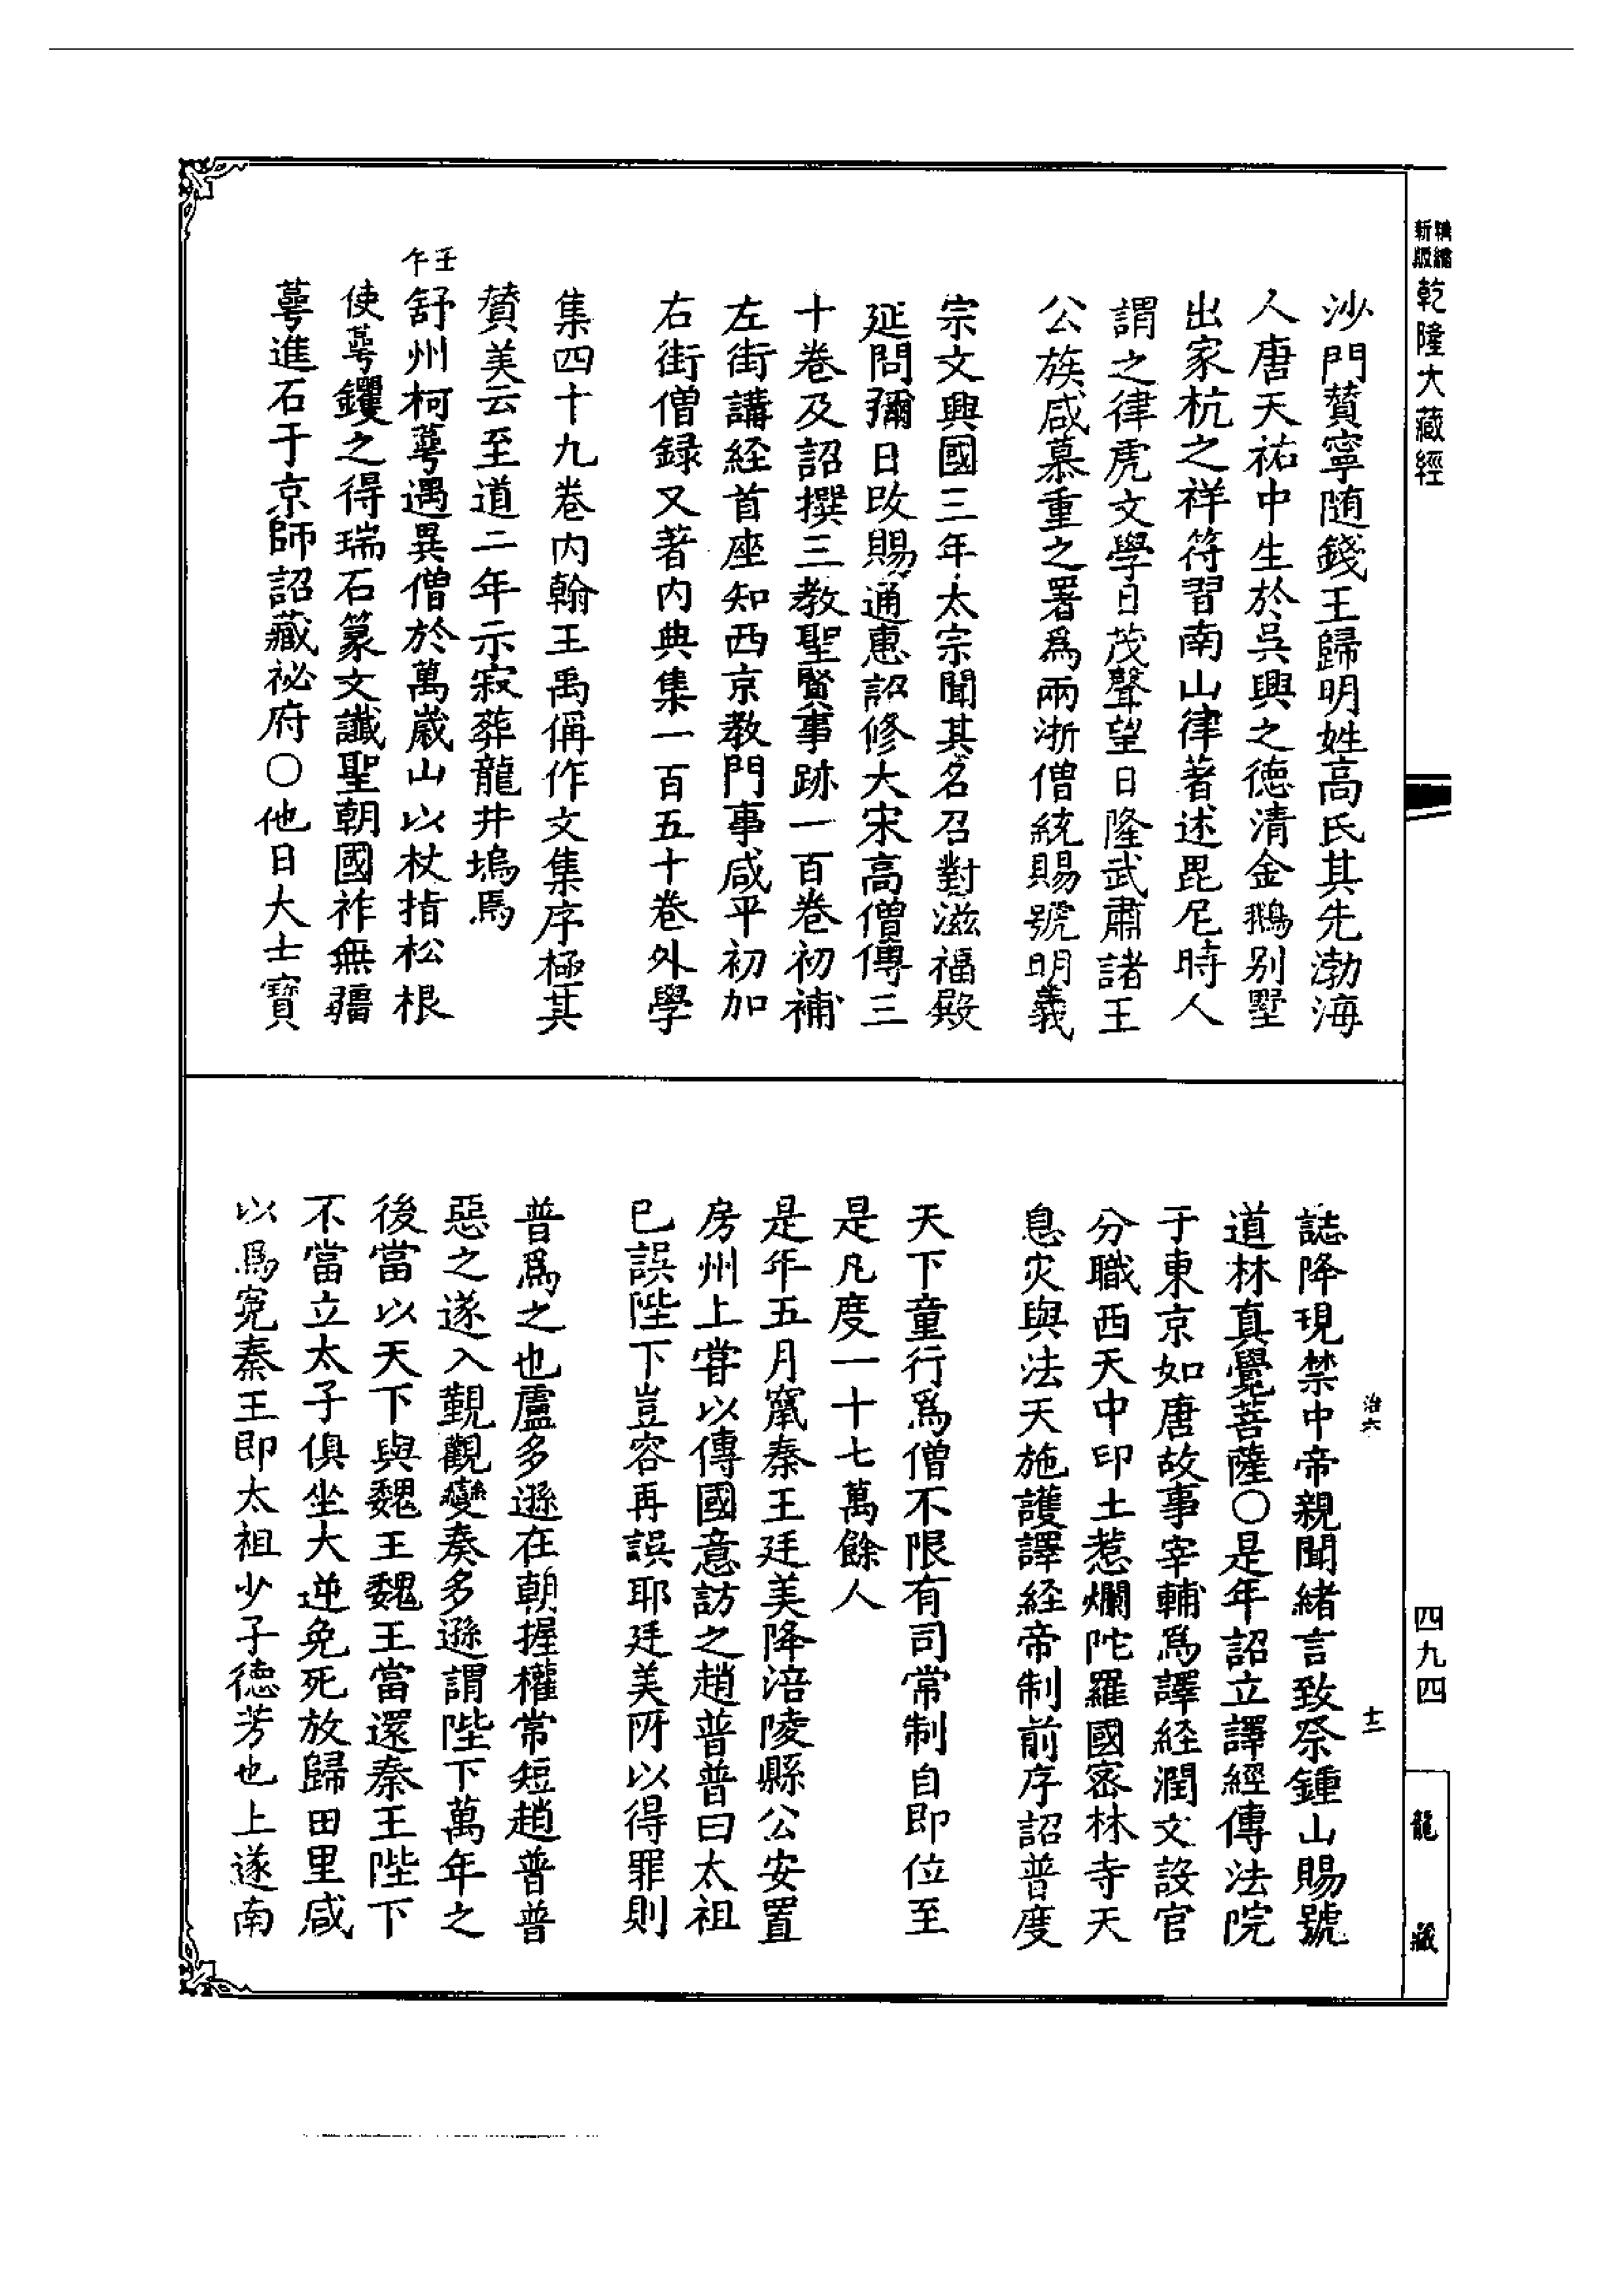 精縮
新版
乾隆大藏經
四九四
龍藏
沙門贊寧随錢王歸明姓高氏其先渤海
人唐天祐中生於吳興之德清金鵝别墅
出家杭之祥符習南山律著述毘尼時人
謂之律虎文學日茂聲望日隆武肅諸王
公族咸慕重之署爲兩浙僧統賜號明義
宗文興國三年太宗聞其名召對滋福殿
延問彌日改賜通惠詔修大宋高僧傳三
十卷及詔撰三教聖賢事跡一百卷初補
左街講経首座知西京教門事咸平初加
右街僧録又著内典集一百五十卷外學
集四十九卷内翰王禹偁作文集序極其
贊美云至道二年示寂葬龍井塢焉
壬
午
舒州柯萼遇異僧於萬崴山以杖指松根
使萼钁之得瑞石篆文讖聖朝國祚無疆
萼進石于京師詔藏祕府〇他日大士寶
治六
十二
誌降現禁中帝親聞緒言致祭鍾山賜號
道林真覺菩薩〇是年詔立譯經傳法院
于東京如唐故事宰輔爲譯経潤文設官
分職西天中印土惹爛陀羅國密林寺天
息灾與法天施護譯経帝制前序詔普度
天下童行爲僧不限有司常制自即位至
是凡度一十七萬餘人
是年五月竄秦王廷美降涪陵縣公安置
房州上甞以傳國意訪之趙普普曰太祖
已誤陛下豈容再誤耶廷美所以得罪則
普爲之也盧多遜在朝握權常短趙普普
惡之遂入覲觀變奏多遜謂陛下萬年之
後當以天下與魏王魏王當還秦王陛下
不當立太子俱坐大逆免死放歸田里咸
以爲寃秦王即太祖少子德芳也上遂南